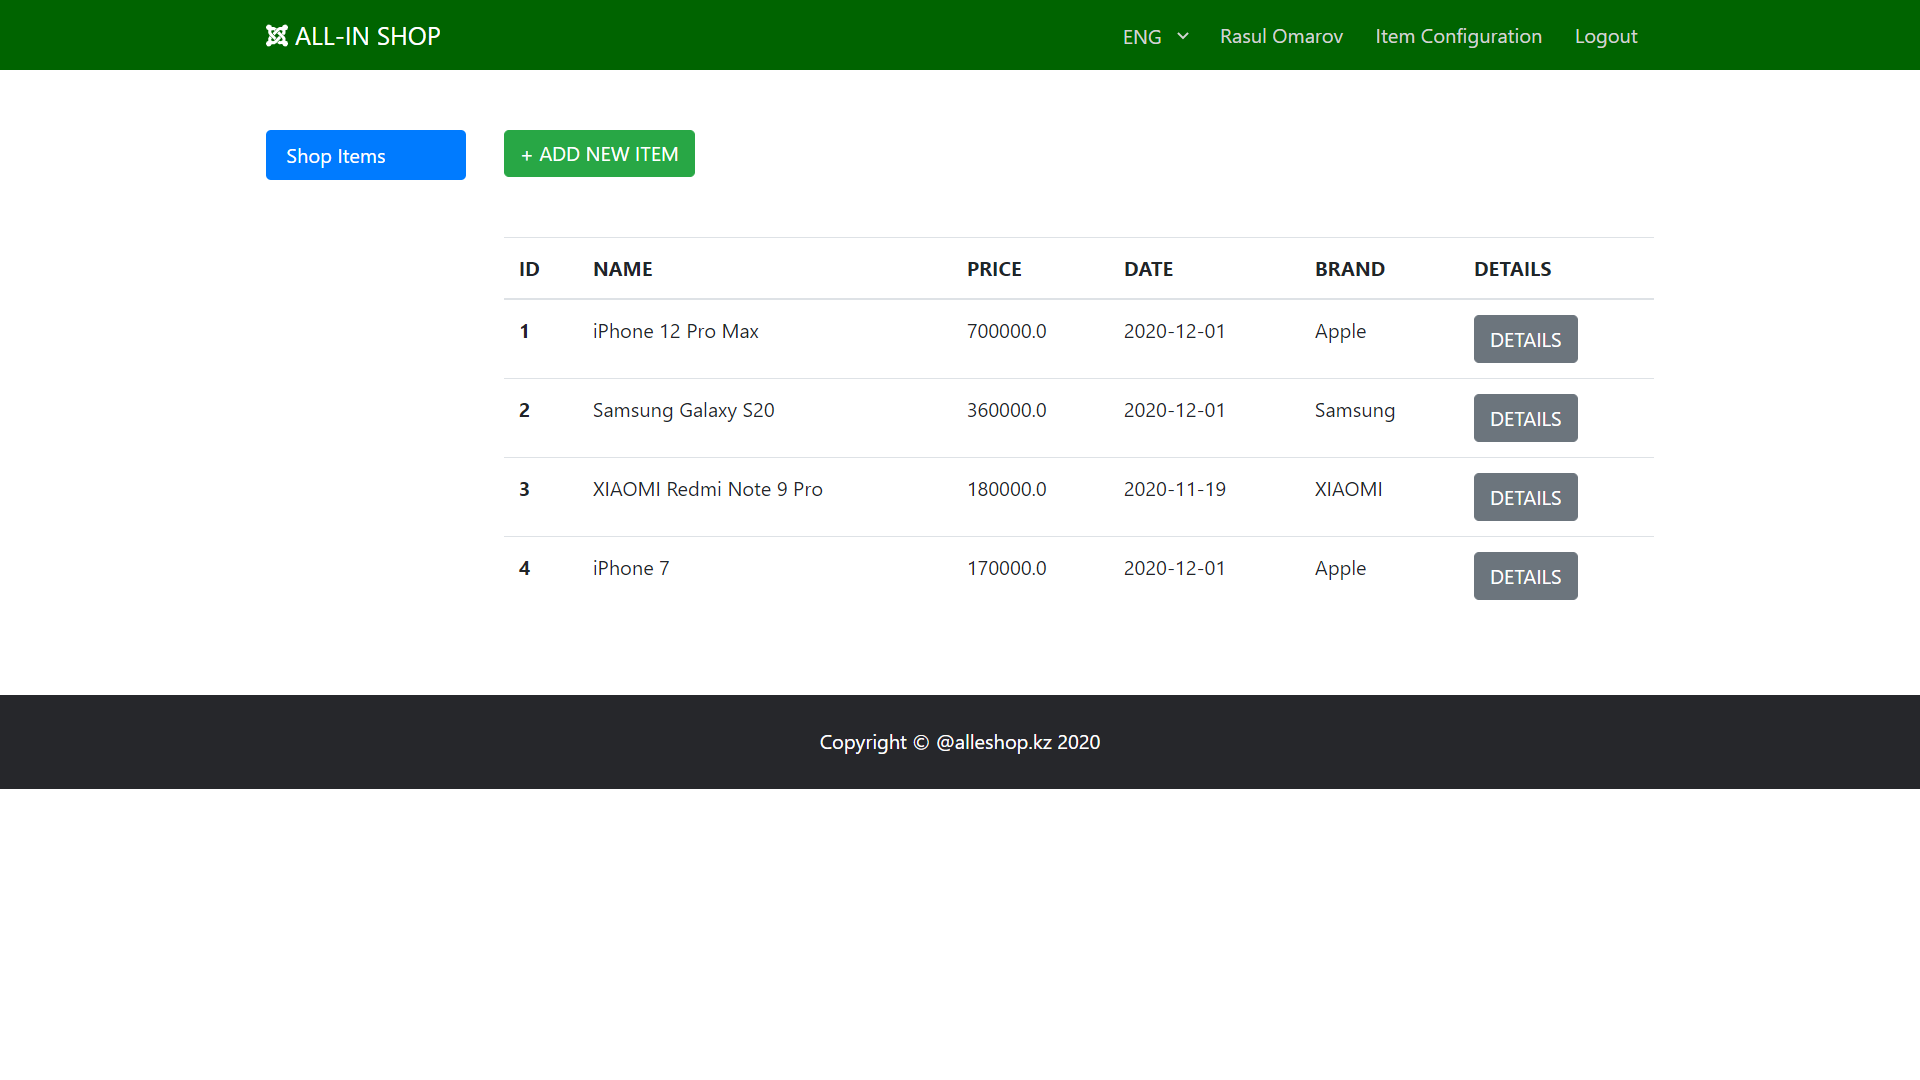 ALL-IN SHOP ENG Rasul Omarov Item Configuration Logout
Shop Items + ADD NEW ITEM
ID NAME PRICE DATE BRAND DETAILS
1 iPhone 12 Pro Max 700000.0 2020-12-01 Apple DETAILS
2 Samsung Galaxy S20 360000.0 2020-12-01 Samsung DETAILS
3 XIAOMI Redmi Note 9 Pro 180000.0 2020-11-19 XIAOMI DETAILS
4 iPhone 7 170000.0 2020-12-01 Apple DETAILS
Copyright © @alleshop.kz 2020